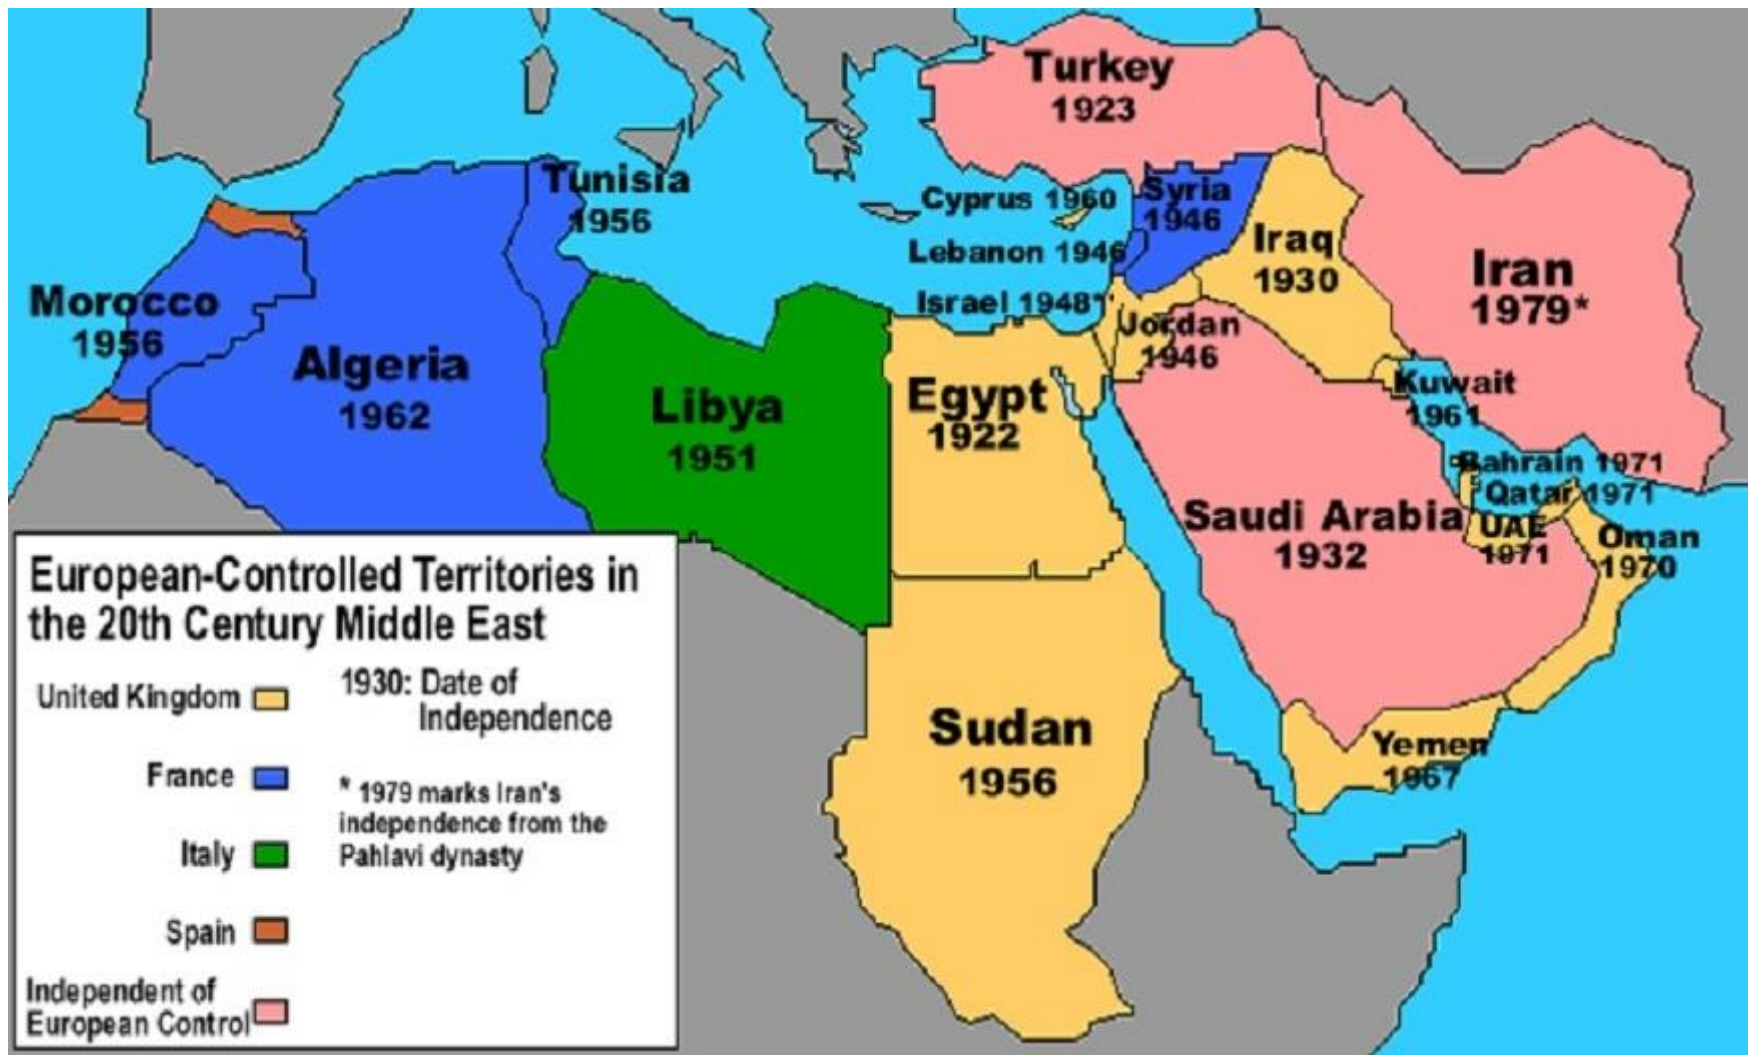 Turkey
1923
Tunisia
1956
Cyprus 1960
Syria
1946
Lebanon 1946
Iraq
1930
Iran
1979*
Israel 1948*
Morocco
1956
Jordan
1946
Algeria
1962
Libya
1951
Egypt
1922
Kuwait
1961
Bahrain 1971
Qatar 1971
Saudi Arabia
1932
UAE
1971
Oman
1970
Sudan
1956
Yemen
1967
European-Controlled Territories in
the 20th Century Middle East
United Kingdom
France
Italy
Spain
Independent of
European Control
1930: Date of
Independence
* 1979 marks Iran's
independence from the
Pahlavi dynasty